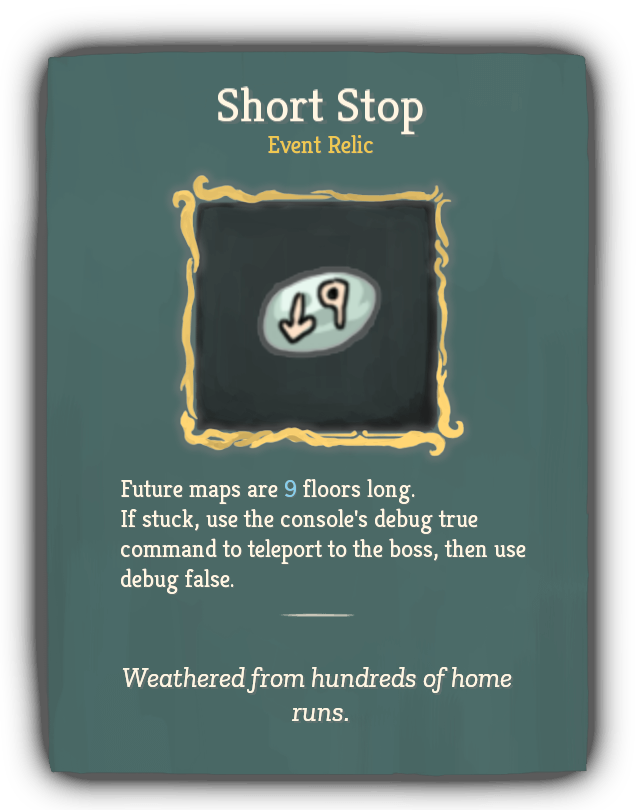 Short Stop
Event Relic
9
Future maps are 9 floors long.
If stuck, use the console's debug true
command to teleport to the boss, then use
debug false.
Weathered from hundreds of home
runs.